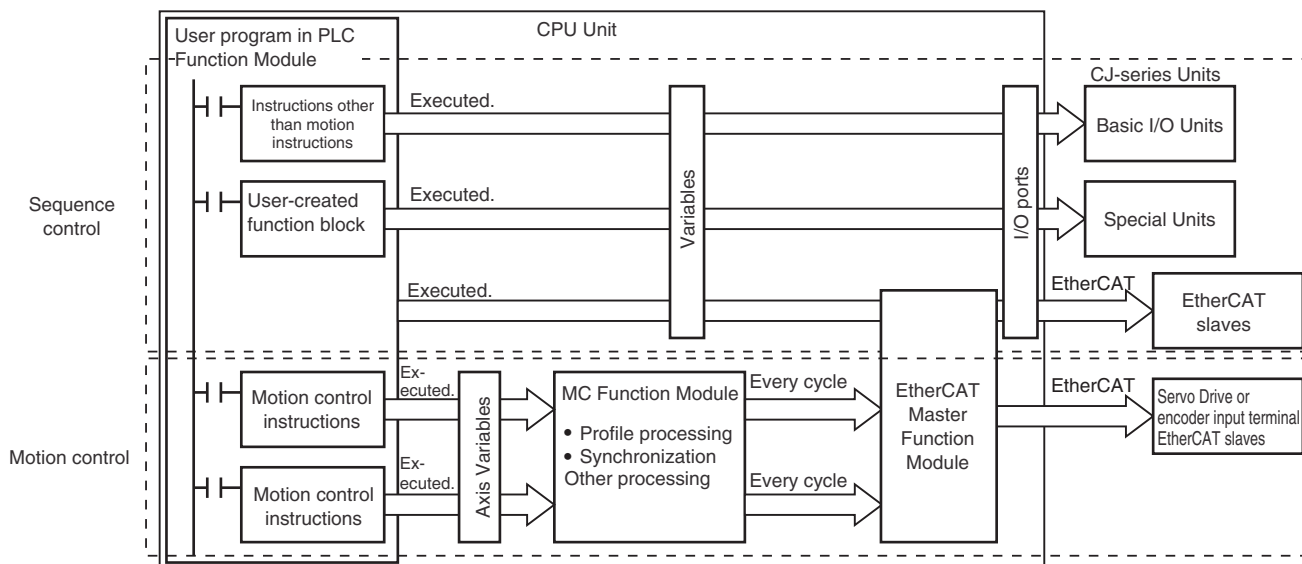 CPU Unit
User program in PLC
Function Module
CJ-series Units
Instructions other
than motion
instructions
Executed.
Basic I/O Units
Sequence
control
User-created
function block
Executed.
Variables
I/O ports
Special Units
Executed.
EtherCAT
EtherCAT
slaves
Motion control
Motion control
instructions
Ex-
ecuted.
Axis Variables
MC Function Module
• Profile processing
• Synchronization
Other processing
Every cycle
EtherCAT
Master
Function
Module
EtherCAT
Servo Drive or
encoder input terminal
EtherCAT slaves
Motion control
instructions
Ex-
ecuted.
Every cycle